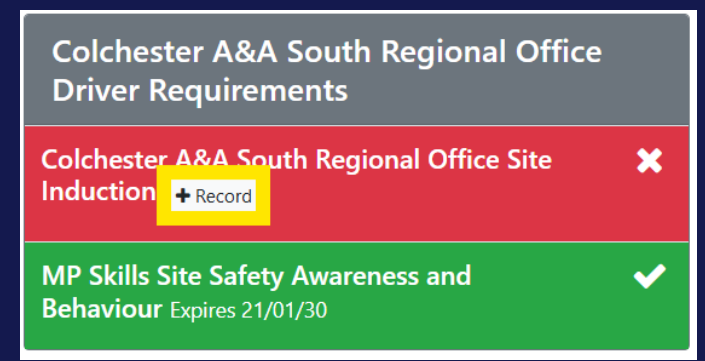 Colchester A&A South Regional Office
Driver Requirements
Colchester A&A South Regional Office Site
Induction + Record
MP Skills Site Safety Awareness and
Behaviour Expires 21/01/30